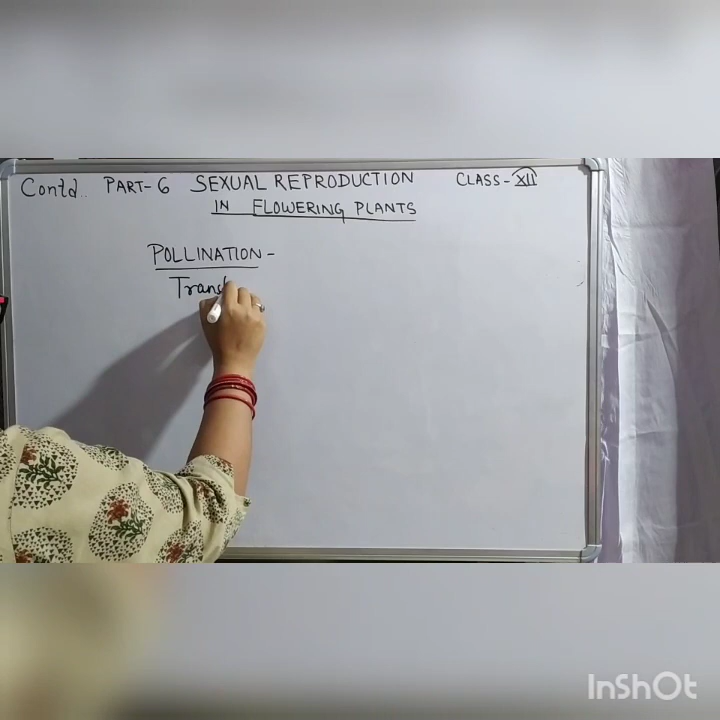 Contd.. PART-6 SEXUAL REPRODUCTION CLASS-XII
IN FLOWERING PLANTS
POLLINATION-
InShOt